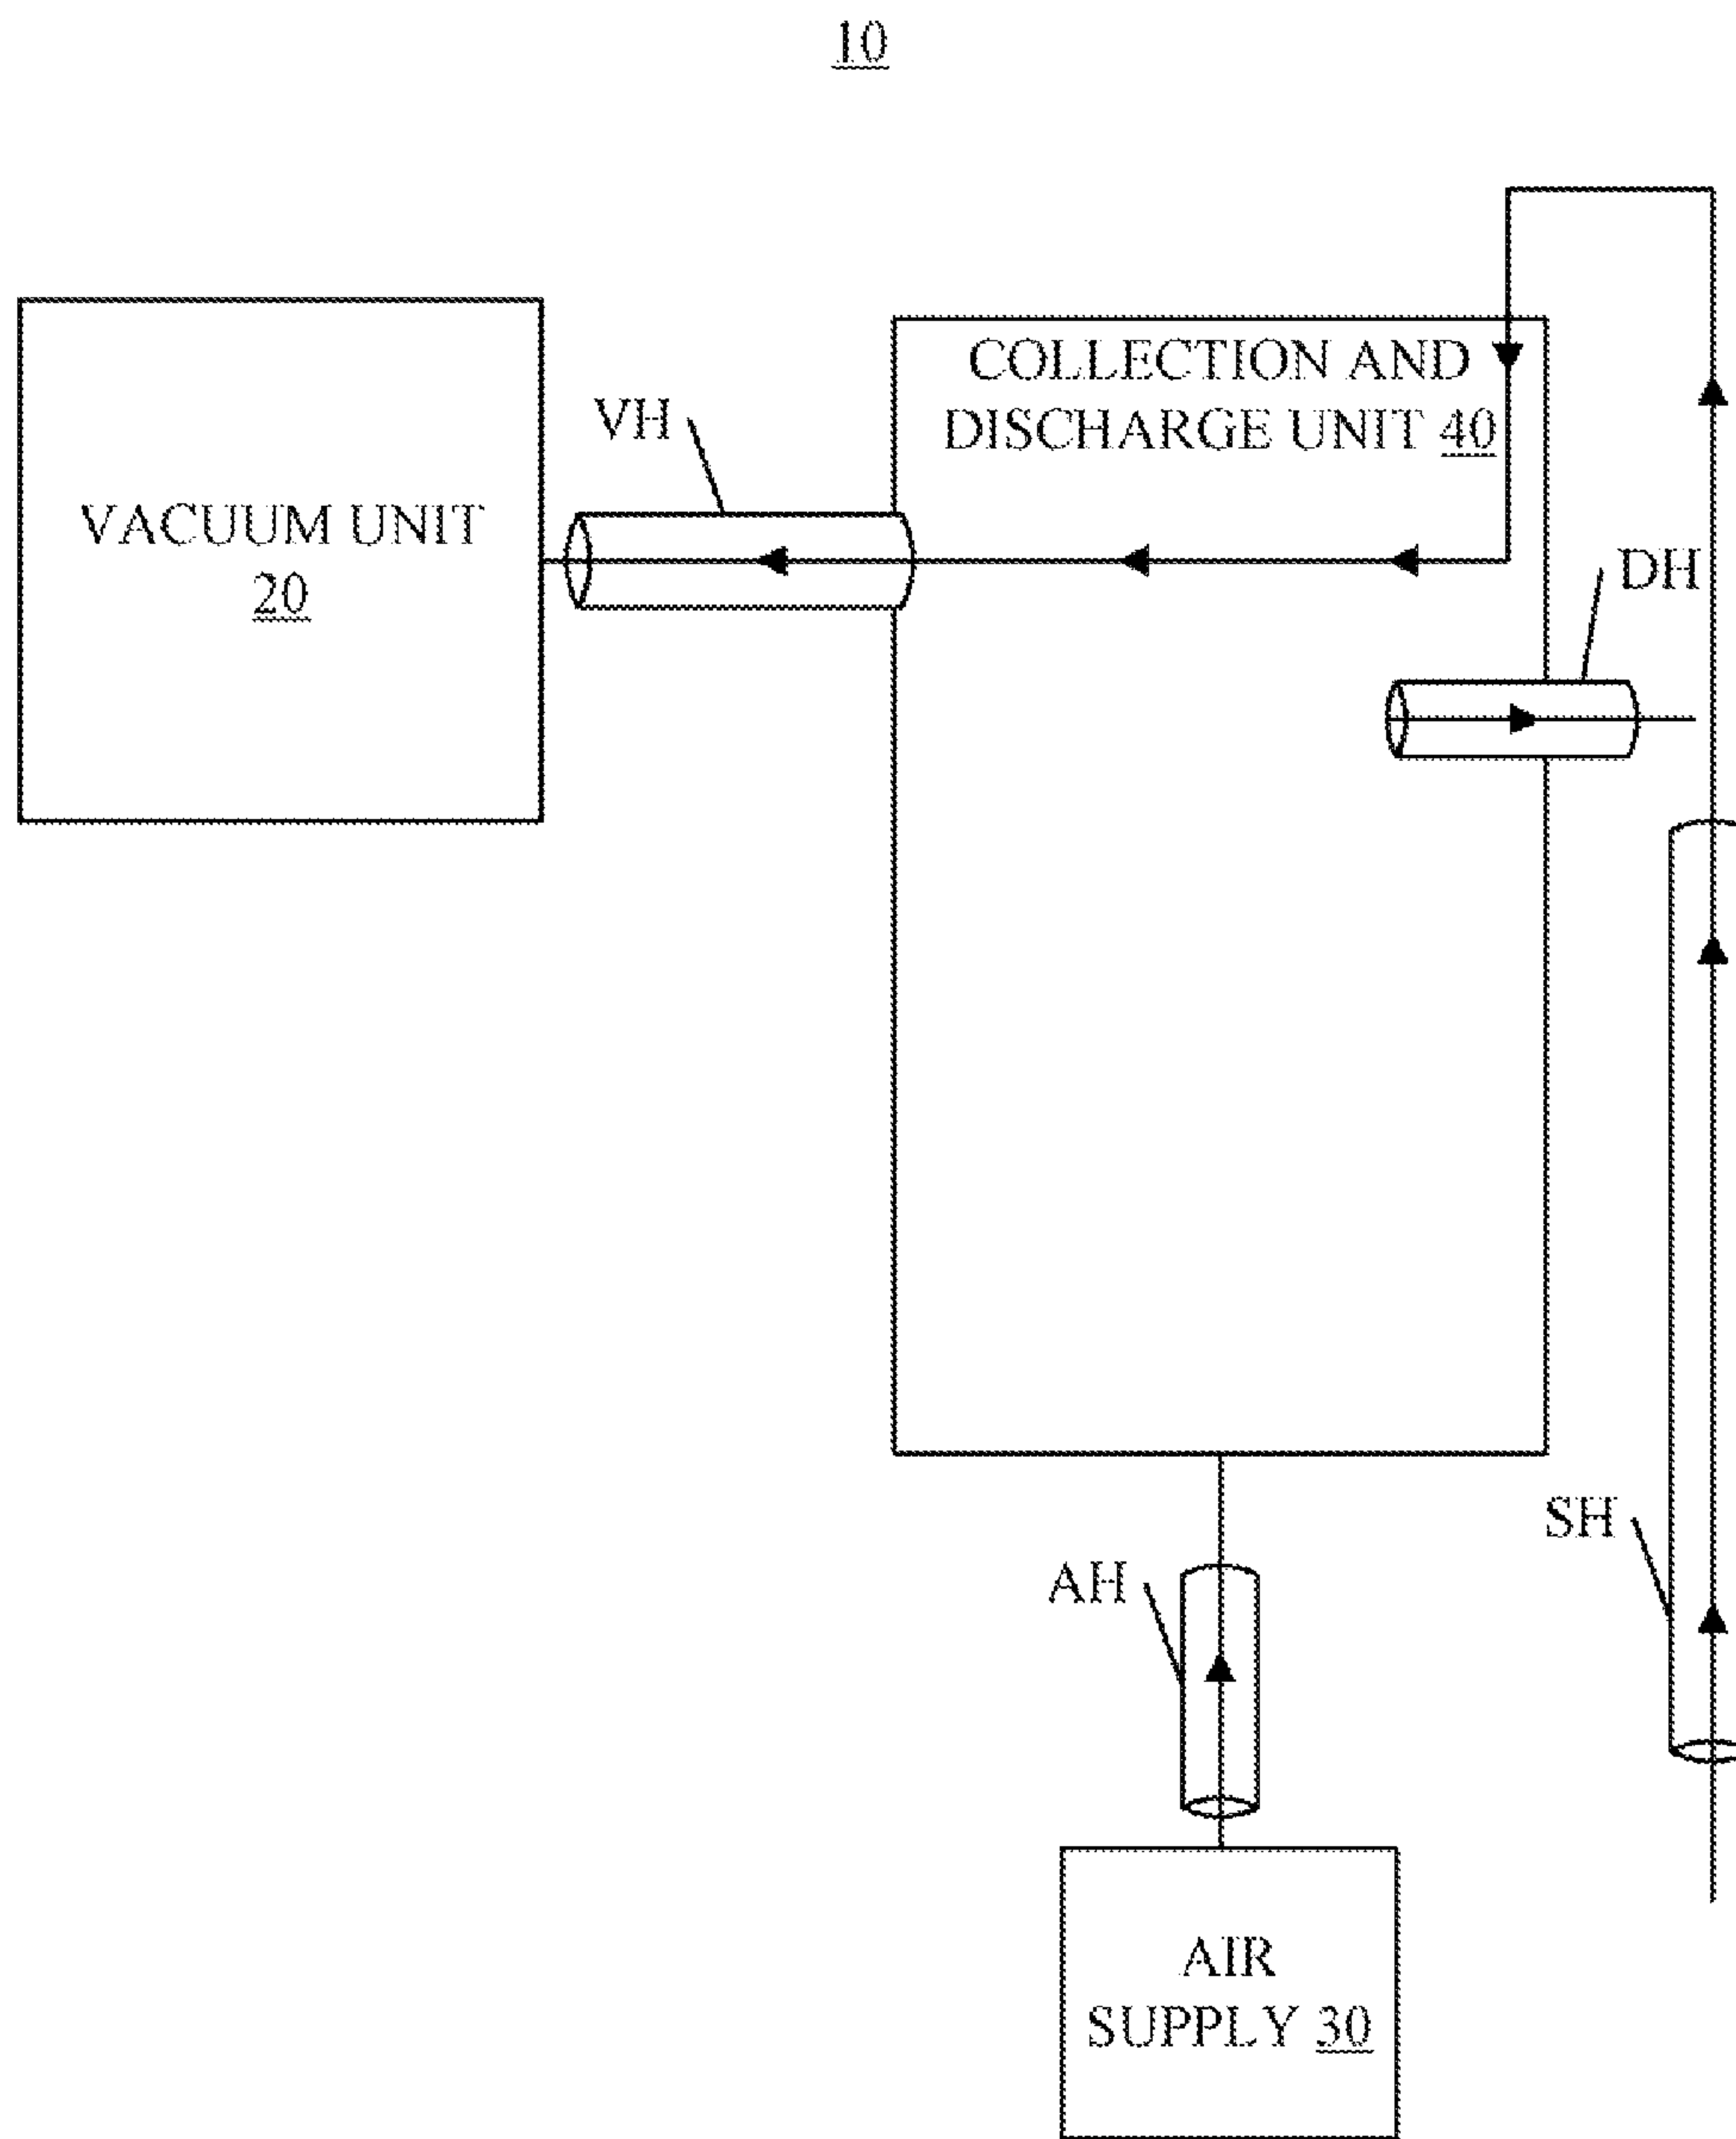 10
COLLECTION AND
DISCHARGE UNIT 40
VH
VACUUM UNIT
20
DH
SH
AH
AIR
SUPPLY 30